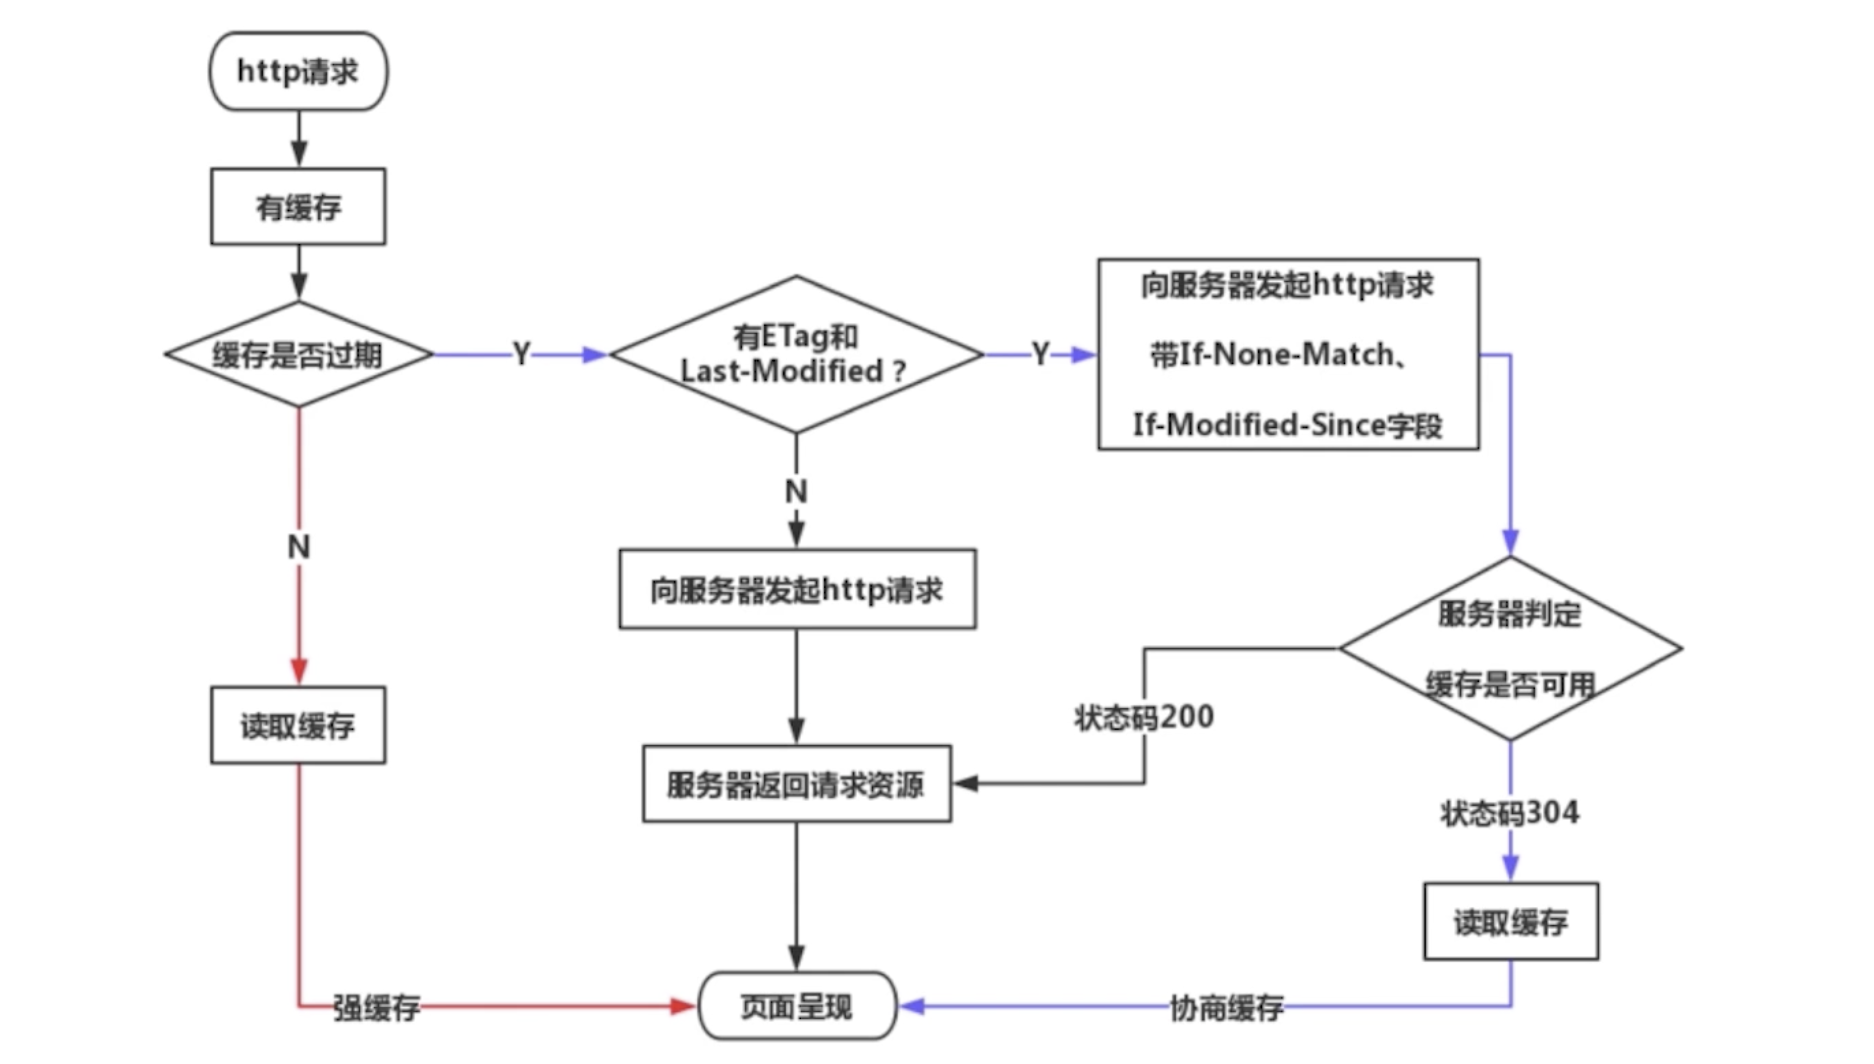 http请求
有缓存
缓存是否过期
Y
有ETag和
Last-Modified？
Y
向服务器发起http请求
带If-None-Match、
If-Modified-Since字段
N
N
向服务器发起http请求
服务器判定
缓存是否可用
读取缓存
状态码200
服务器返回请求资源
状态码304
读取缓存
强缓存
页面呈现
协商缓存